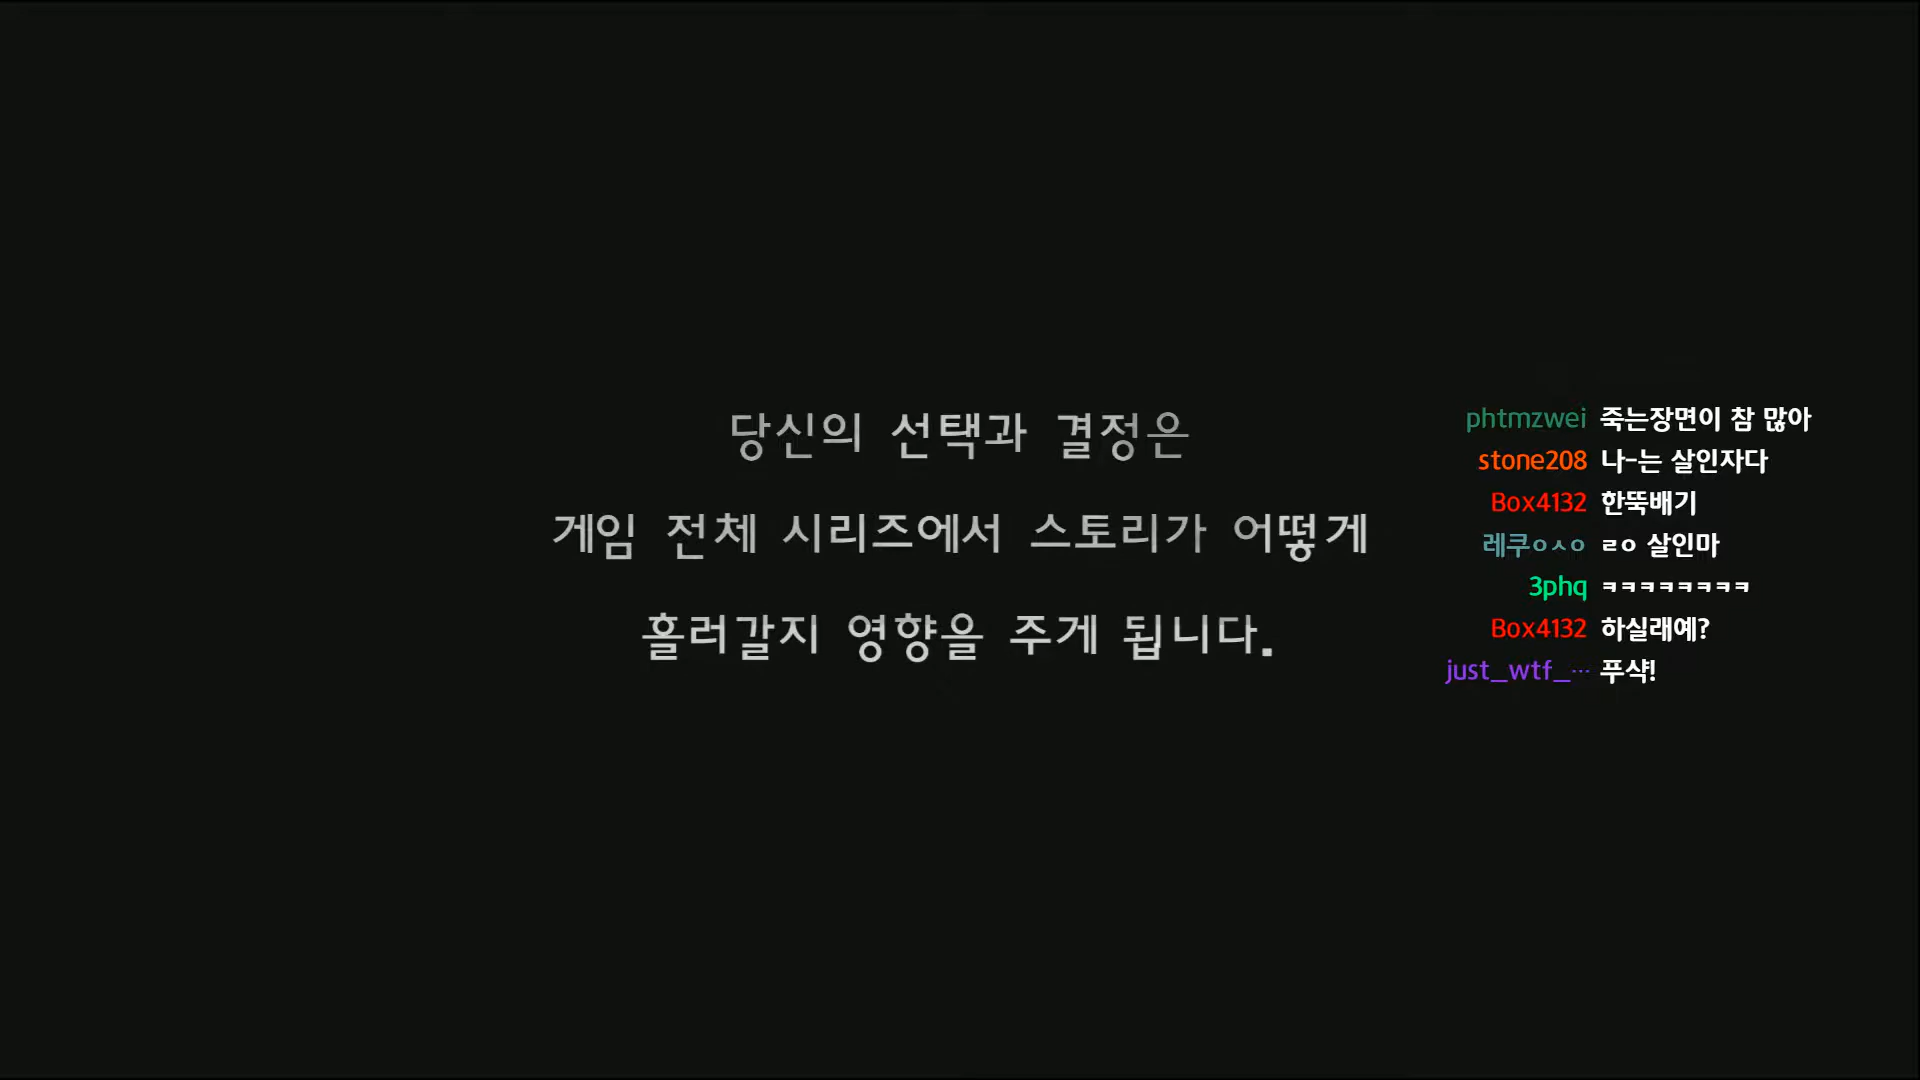 당신의 선택과 결정은
게임 전체 시리즈에서 스토리가 어떻게
흘러갈지 영향을 주게 됩니다.
phtmzwei 죽는장면이 참 많아
stone208 나-는 살인자다
Box4132 한뚝배기
레쿠ㅇㅅㅇ ㄹㅇ 살인마
3phq ㅋㅋㅋㅋㅋㅋㅋㅋ
Box4132 하실래예?
just_wtf_… 푸샥!